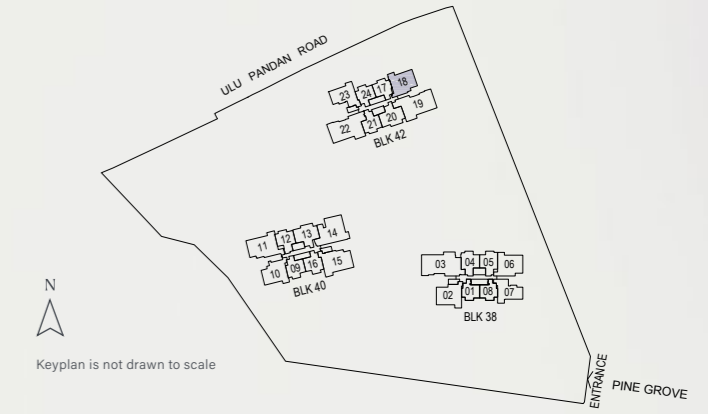 ULU PANDAN ROAD
23 24 17 18
22 21 20 19
BLK 42
11 12 13 14
10 09 16 15
BLK 40
03 04 05 06
02 01 08 07
BLK 38
N
Keyplan is not drawn to scale
ENTRANCE
PINE GROVE